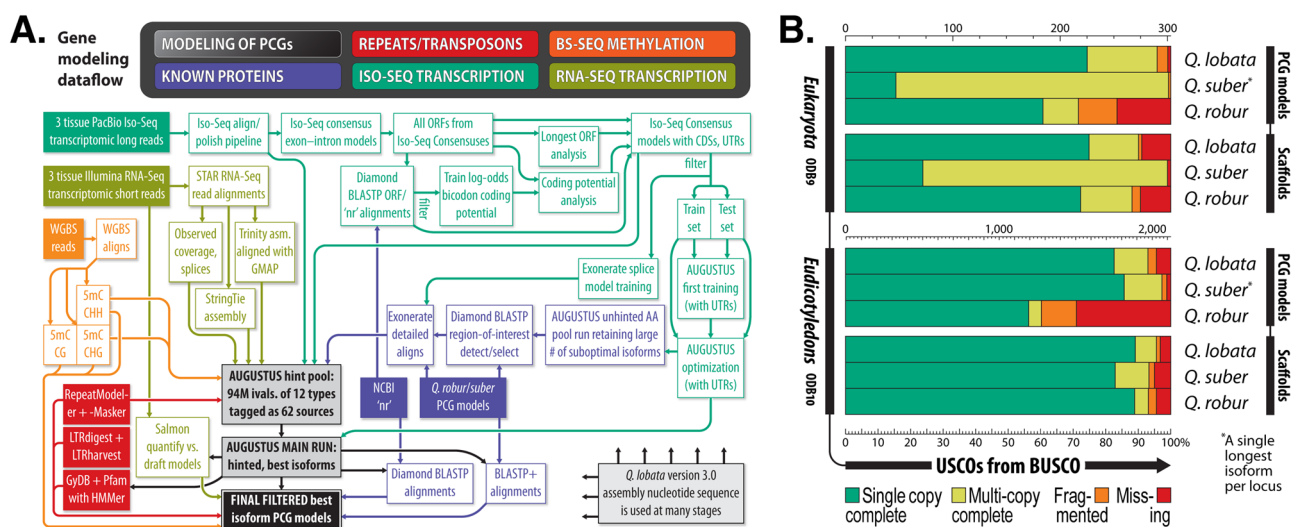 A.
Gene
modeling
dataflow
MODELING OF PCGs
REPEATS/TRANSPOSONS
BS-SEQ METHYLATION
KNOWN PROTEINS
ISO-SEQ TRANSCRIPTION
RNA-SEQ TRANSCRIPTION
3 tissue PacBio Iso-Seq
transcriptomic long reads
Iso-Seq align/
polish pipeline
Iso-Seq consensus
exon–intron models
All ORFs from
Iso-Seq Consensuses
Longest ORF
analysis
Iso-Seq Consensus
models with CDSs, UTRs
filter
3 tissue Illumina RNA-Seq
transcriptomic short reads
STAR RNA-Seq
read alignments
Diamond
BLASTP ORF/
‘nr’ alignments
filter
Train log-odds
bicodon coding
potential
Coding potential
analysis
Train
set
Test
set
WGBS
reads
WGBS
aligns
Observed
coverage,
splices
Trinity asm.
aligned with
GMAP
StringTie
assembly
Exonerate splice
model training
AUGUSTUS
first training
(with UTRs)
5mC
CHH
5mC
CG
5mC
CHG
Exonerate
detailed
aligns
Diamond BLASTP
region-of-interest
detect/select
AUGUSTUS unhinted AA
pool run retaining large
# of suboptimal isoforms
AUGUSTUS
optimization
(with UTRs)
AUGUSTUS hint pool:
94M ivals. of 12 types
tagged as 62 sources
NCBI
‘nr’
Q. robur/suber
PCG models
RepeatModel-
er + -Masker
LTRdigest +
LTRharvest
GyDB + Pfam
with HMMer
Salmon
quantify vs.
draft models
AUGUSTUS MAIN RUN:
hinted, best isoforms
Diamond BLASTP
alignments
BLASTP+
alignments
FINAL FILTERED best
isoform PCG models
Q. lobata version 3.0
assembly nucleotide sequence
is used at many stages
B.
0 100 200 300
Eukaryota ODB9
Q. lobata
Q. suber*
Q. robur
PCG models
Q. lobata
Q. suber
Q. robur
Scaffolds
0 1,000 2,000
Eudicotyledons ODBS10
Q. lobata
Q. suber*
Q. robur
PCG models
Q. lobata
Q. suber
Q. robur
Scaffolds
0 10 20 30 40 50 60 70 80 90 100%
USCOs from BUSCO
*A single
longest
isoform
per locus
Single copy
complete
Multi-copy
complete
Frag-
mented
Miss-
ing